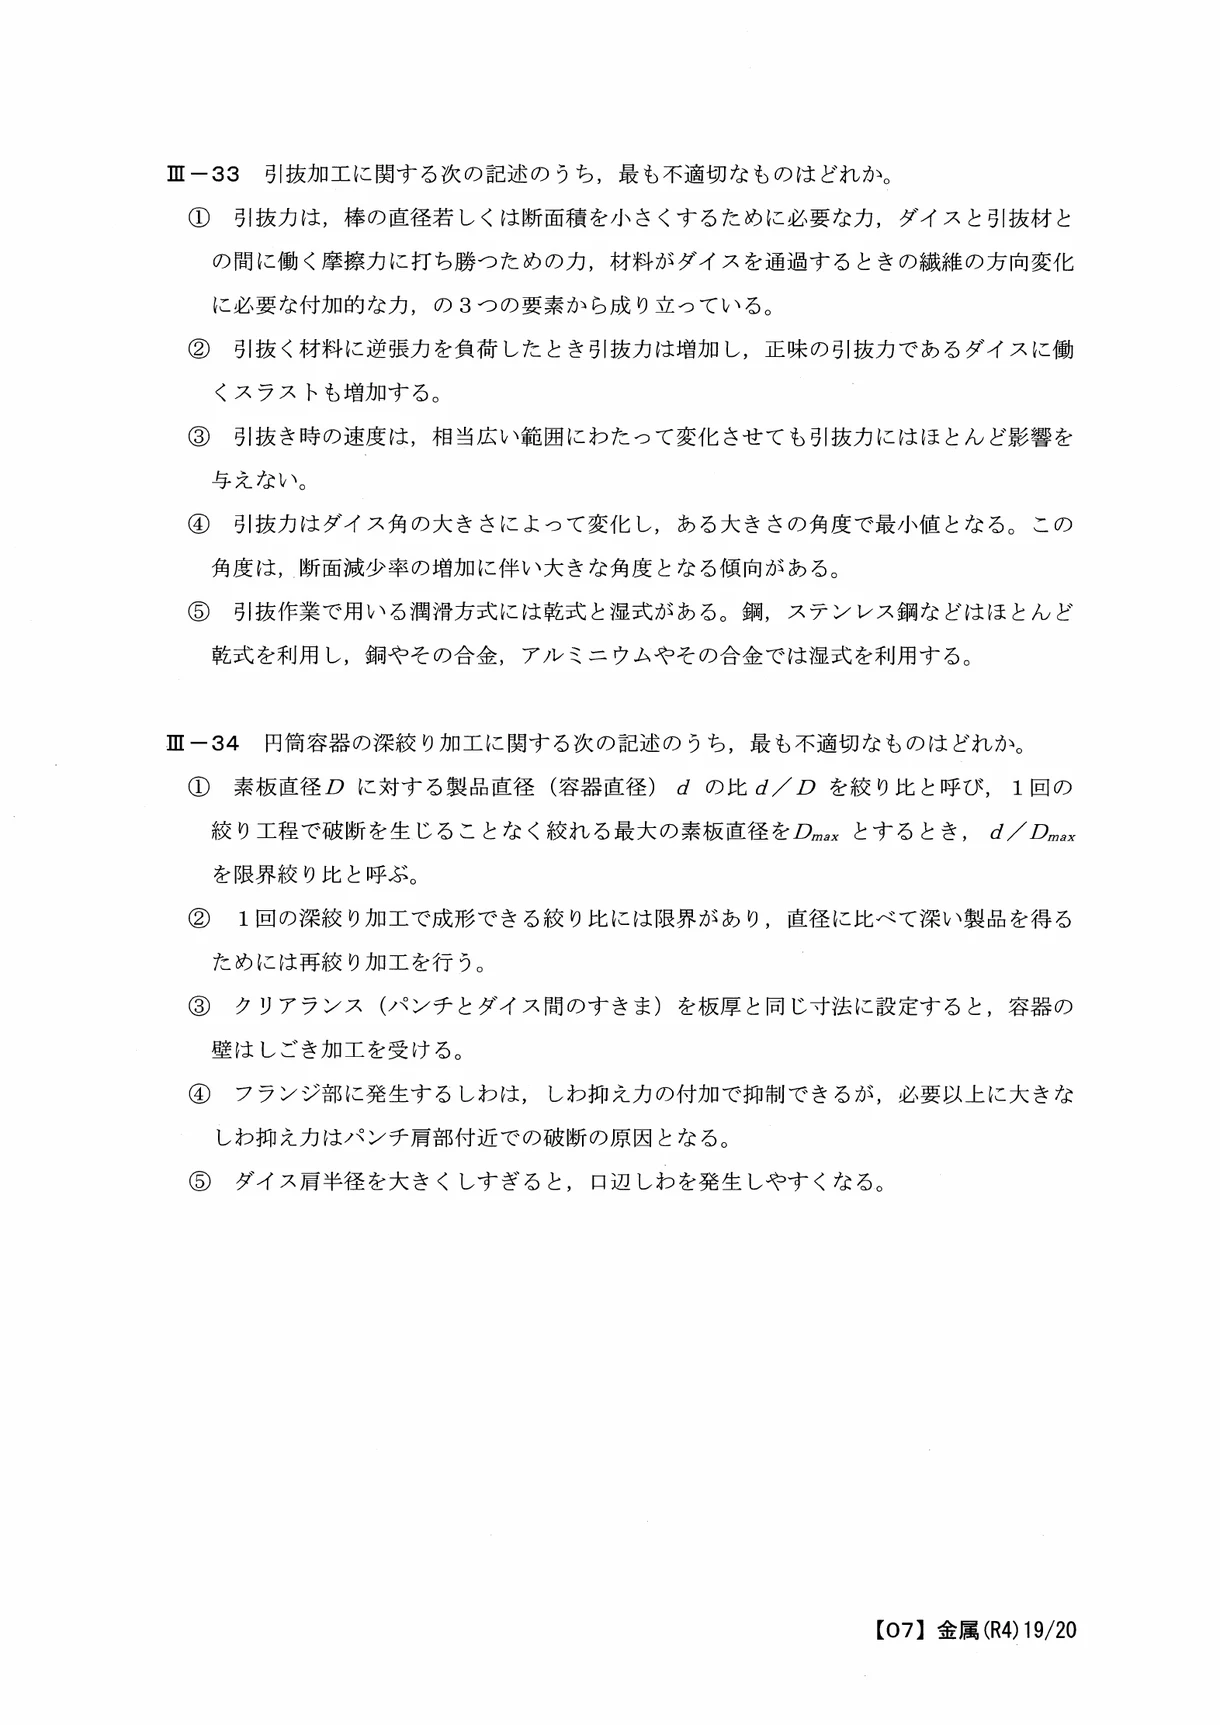 Ⅲ－33　引抜加工に関する次の記述のうち，最も不適切なものはどれか。
①　引抜力は，棒の直径若しくは断面積を小さくするために必要な力，ダイスと引抜材と
の間に働く摩擦力に打ち勝つための力，材料がダイスを通過するときの繊維の方向変化
に必要な付加的な力，の３つの要素から成り立っている。
②　引抜く材料に逆張力を負荷したとき引抜力は増加し，正味の引抜力であるダイスに働
くスラストも増加する。
③　引抜き時の速度は，相当広い範囲にわたって変化させても引抜力にはほとんど影響を
与えない。
④　引抜力はダイス角の大きさによって変化し，ある大きさの角度で最小値となる。この
角度は，断面減少率の増加に伴い大きな角度となる傾向がある。
⑤　引抜作業で用いる潤滑方式には乾式と湿式がある。鋼，ステンレス鋼などはほとんど
乾式を利用し，銅やその合金，アルミニウムやその合金では湿式を利用する。
Ⅲ－34　円筒容器の深絞り加工に関する次の記述のうち，最も不適切なものはどれか。
①　素板直径D に対する製品直径（容器直径）d の比 d／D を絞り比と呼び，１回の
絞り工程で破断を生じることなく絞れる最大の素板直径をDmax とするとき，d／Dmax
を限界絞り比と呼ぶ。
②　１回の深絞り加工で成形できる絞り比には限界があり，直径に比べて深い製品を得る
ためには再絞り加工を行う。
③　クリアランス（パンチとダイス間のすきま）を板厚と同じ寸法に設定すると，容器の
壁はしごき加工を受ける。
④　フランジ部に発生するしわは，しわ抑え力の付加で抑制できるが，必要以上に大きな
しわ抑え力はパンチ肩部付近での破断の原因となる。
⑤　ダイス肩半径を大きくしすぎると，口辺しわを発生しやすくなる。
【07】金属(R4)19/20